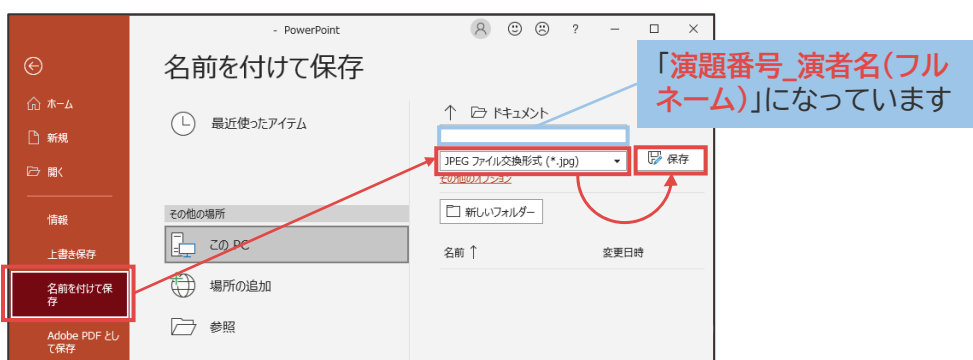 - PowerPoint
?
名前を付けて保存
ホーム
新規
開く
情報
上書き保存
名前を付けて保
存
Adobe PDF とし
て保存
最近使ったアイテム
その他の場所
この PC
場所の追加
参照
↑ ドキュメント
JPEG ファイル交換形式 (*.jpg)
保存
その他のオプション
新しいフォルダー
名前 ↑ 変更日時
「演題番号_演者名(フル
ネーム)」になっています